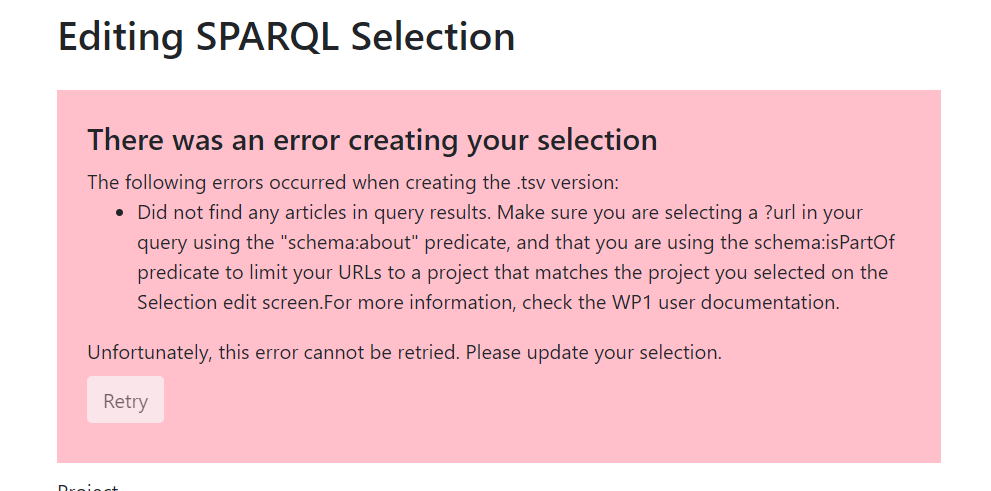 Editing SPARQL Selection
There was an error creating your selection
The following errors occurred when creating the .tsv version:
Did not find any articles in query results. Make sure you are selecting a ?url in your
query using the "schema:about" predicate, and that you are using the schema:isPartOf
predicate to limit your URLs to a project that matches the project you selected on the
Selection edit screen.For more information, check the WP1 user documentation.
Unfortunately, this error cannot be retried. Please update your selection.
Retry
Project